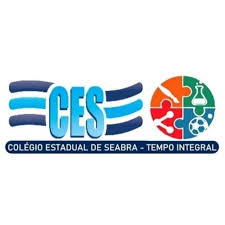 CES
COLÉGIO ESTADUAL DE SEABRA - TEMPO INTEGRAL